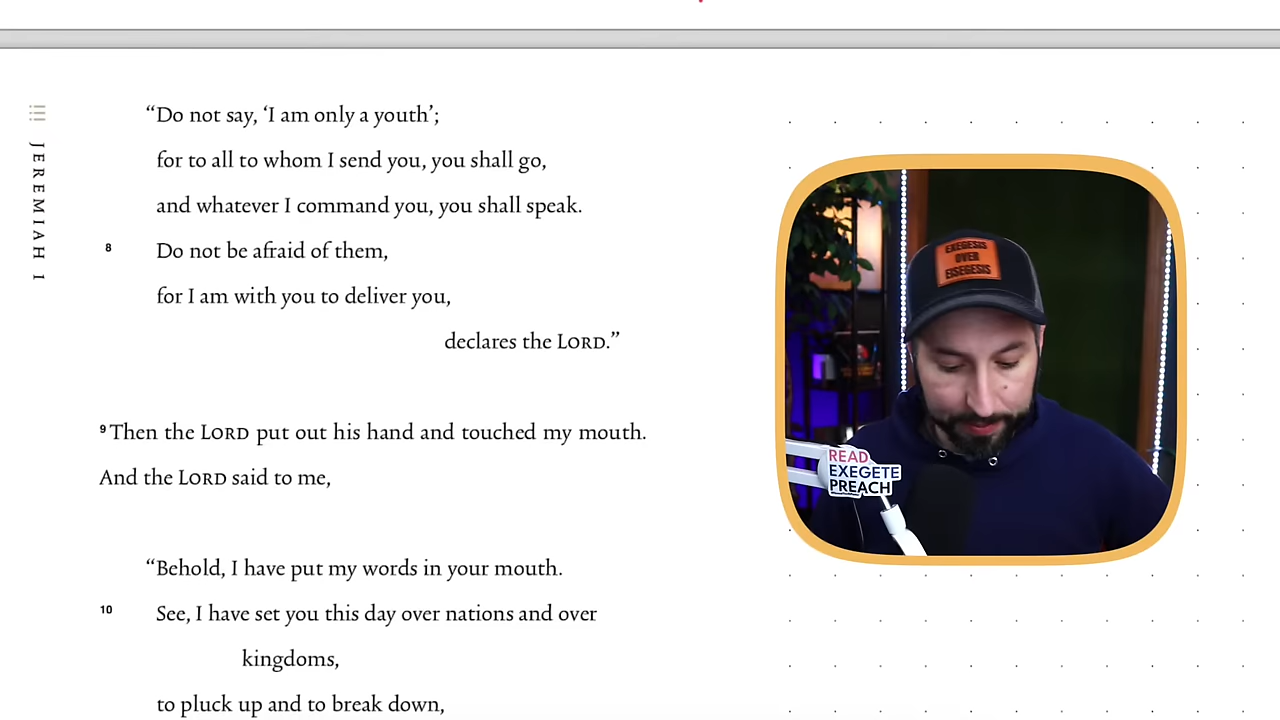 JEREMIAH 1
“Do not say, ‘I am only a youth’;
for to all to whom I send you, you shall go,
and whatever I command you, you shall speak.
8 Do not be afraid of them,
for I am with you to deliver you,
declares the LORD.”
9 Then the LORD put out his hand and touched my mouth.
And the LORD said to me,
“Behold, I have put my words in your mouth.
10 See, I have set you this day over nations and over
kingdoms,
to pluck up and to break down,
EXEGESIS
OVER
EISEGESIS
READ
EXEGETE
PREACH